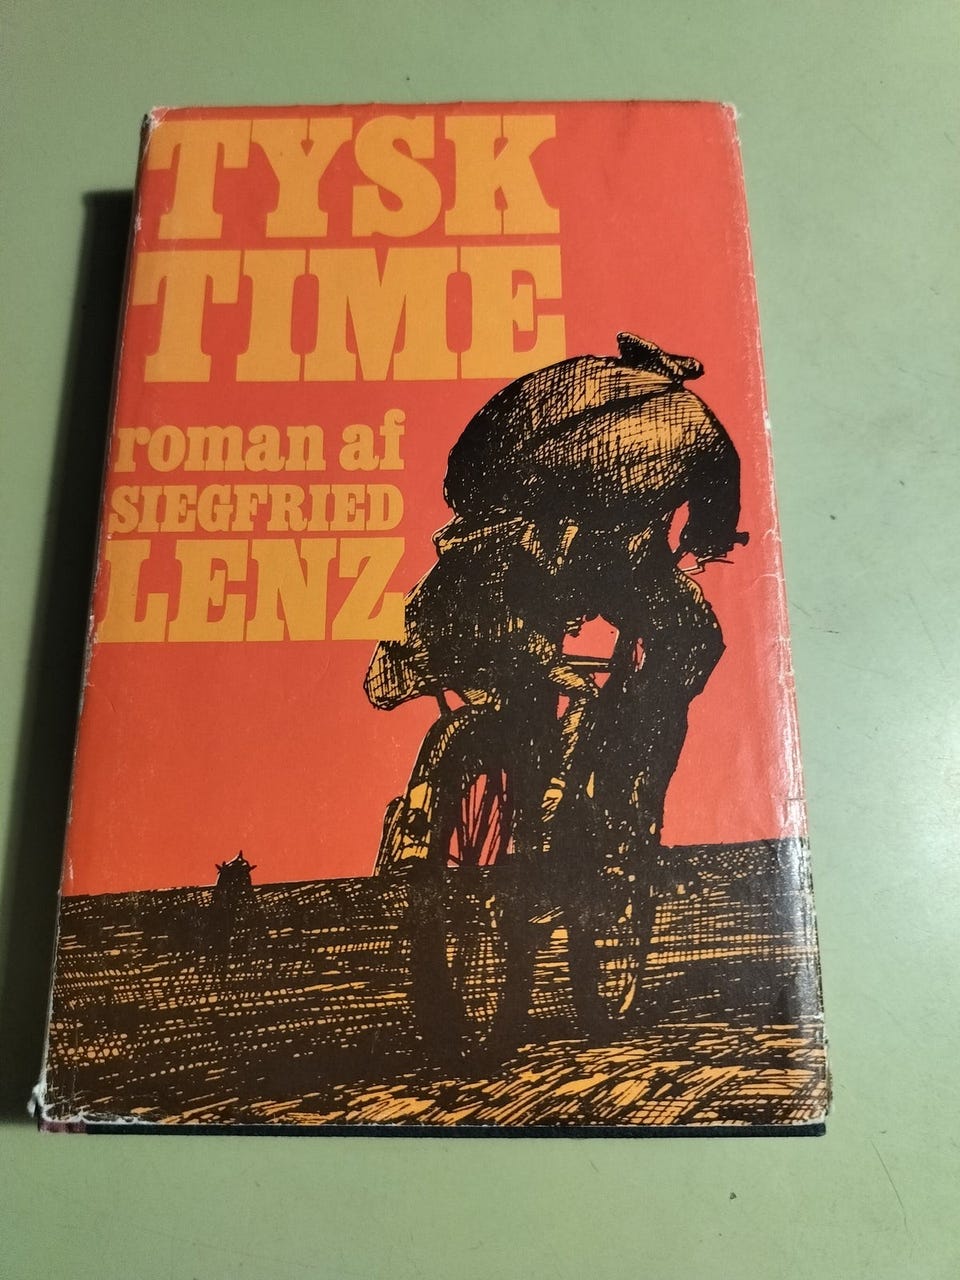 TYSK
TIME
roman af
SIEGFRIED
LENZ